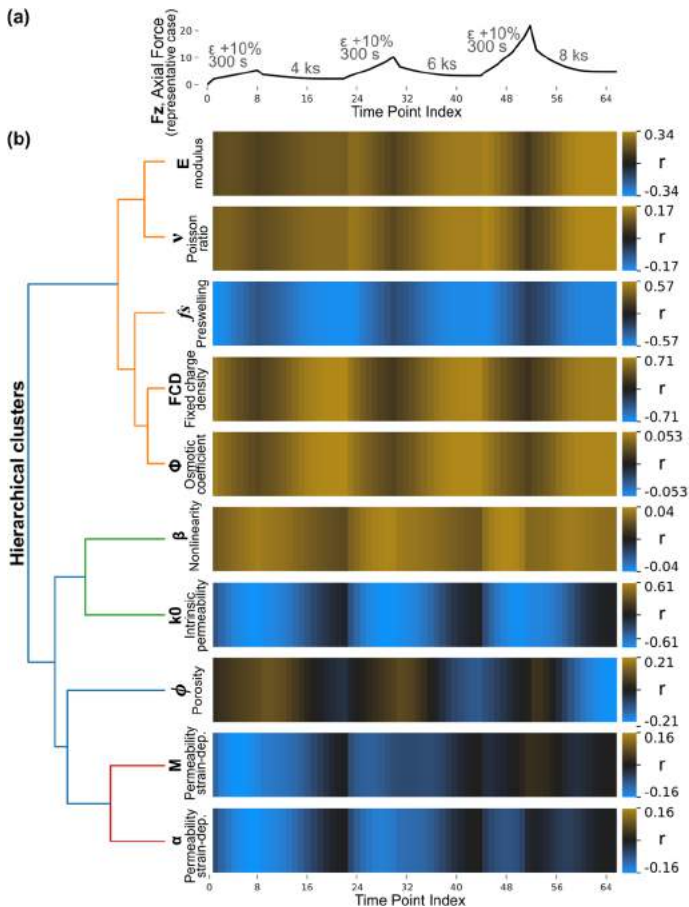 (a)
Fz, Axial Force
(representative case)
20
10
0
ε +10%
300 s
4 ks
ε +10%
300 s
6 ks
ε +10%
300 s
8 ks
0 8 16 24 32 40 48 56 64
Time Point Index
(b)
Hierarchical clusters
E
modulus
0.34
r
-0.34
ν
Poisson
ratio
0.17
r
-0.17
fs
Preswelling
0.57
r
-0.57
FCD
Fixed charge
density
0.71
r
-0.71
Φ
Osmotic
coefficient
0.053
r
-0.053
β
Nonlinearity
0.04
r
-0.04
k0
Intrinsic
permeability
0.61
r
-0.61
ϕ
Porosity
0.21
r
-0.21
M
Permeability
strain-dep.
0.16
r
-0.16
α
Permeability
strain-dep.
0.16
r
-0.16
0 8 16 24 32 40 48 56 64
Time Point Index